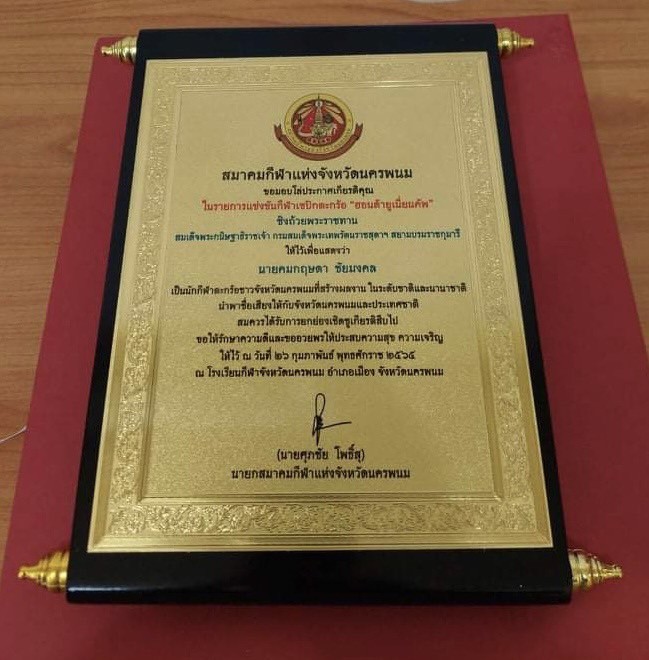 สมาคมกีฬาแห่งจังหวัดนครพนม
ขอมอบโล่ประกาศเกียรติคุณ
ในรายการแข่งขันกีฬาเซปักตะกร้อ "ฮอนด้ายูเนี่ยนคัพ"
ชิงถ้วยพระราชทาน
สมเด็จพระกนิษฐาธิราชเจ้า กรมสมเด็จพระเทพรัตนราชสุดาฯ สยามบรมราชกุมารี
ให้ไว้เพื่อแสดงว่า
นายคมกฤษดา ชัยมงคล
เป็นนักกีฬาตะกร้อชาวจังหวัดนครพนมที่สร้างผลงาน ในระดับชาติและนานาชาติ
นำพาชื่อเสียงให้กับจังหวัดนครพนมและประเทศชาติ
สมควรได้รับการยกย่องเชิดชูเกียรติสืบไป
ขอให้รักษาความดีและขออวยพรให้ประสบความสุข ความเจริญ
ให้ไว้ ณ วันที่ ๒๖ กุมภาพันธ์ พุทธศักราช ๒๕๖๕
ณ โรงเรียนกีฬาจังหวัดนครพนม อำเภอเมือง จังหวัดนครพนม
(นายศุภชัย โพธิ์สุ)
นายกสมาคมกีฬาแห่งจังหวัดนครพนม